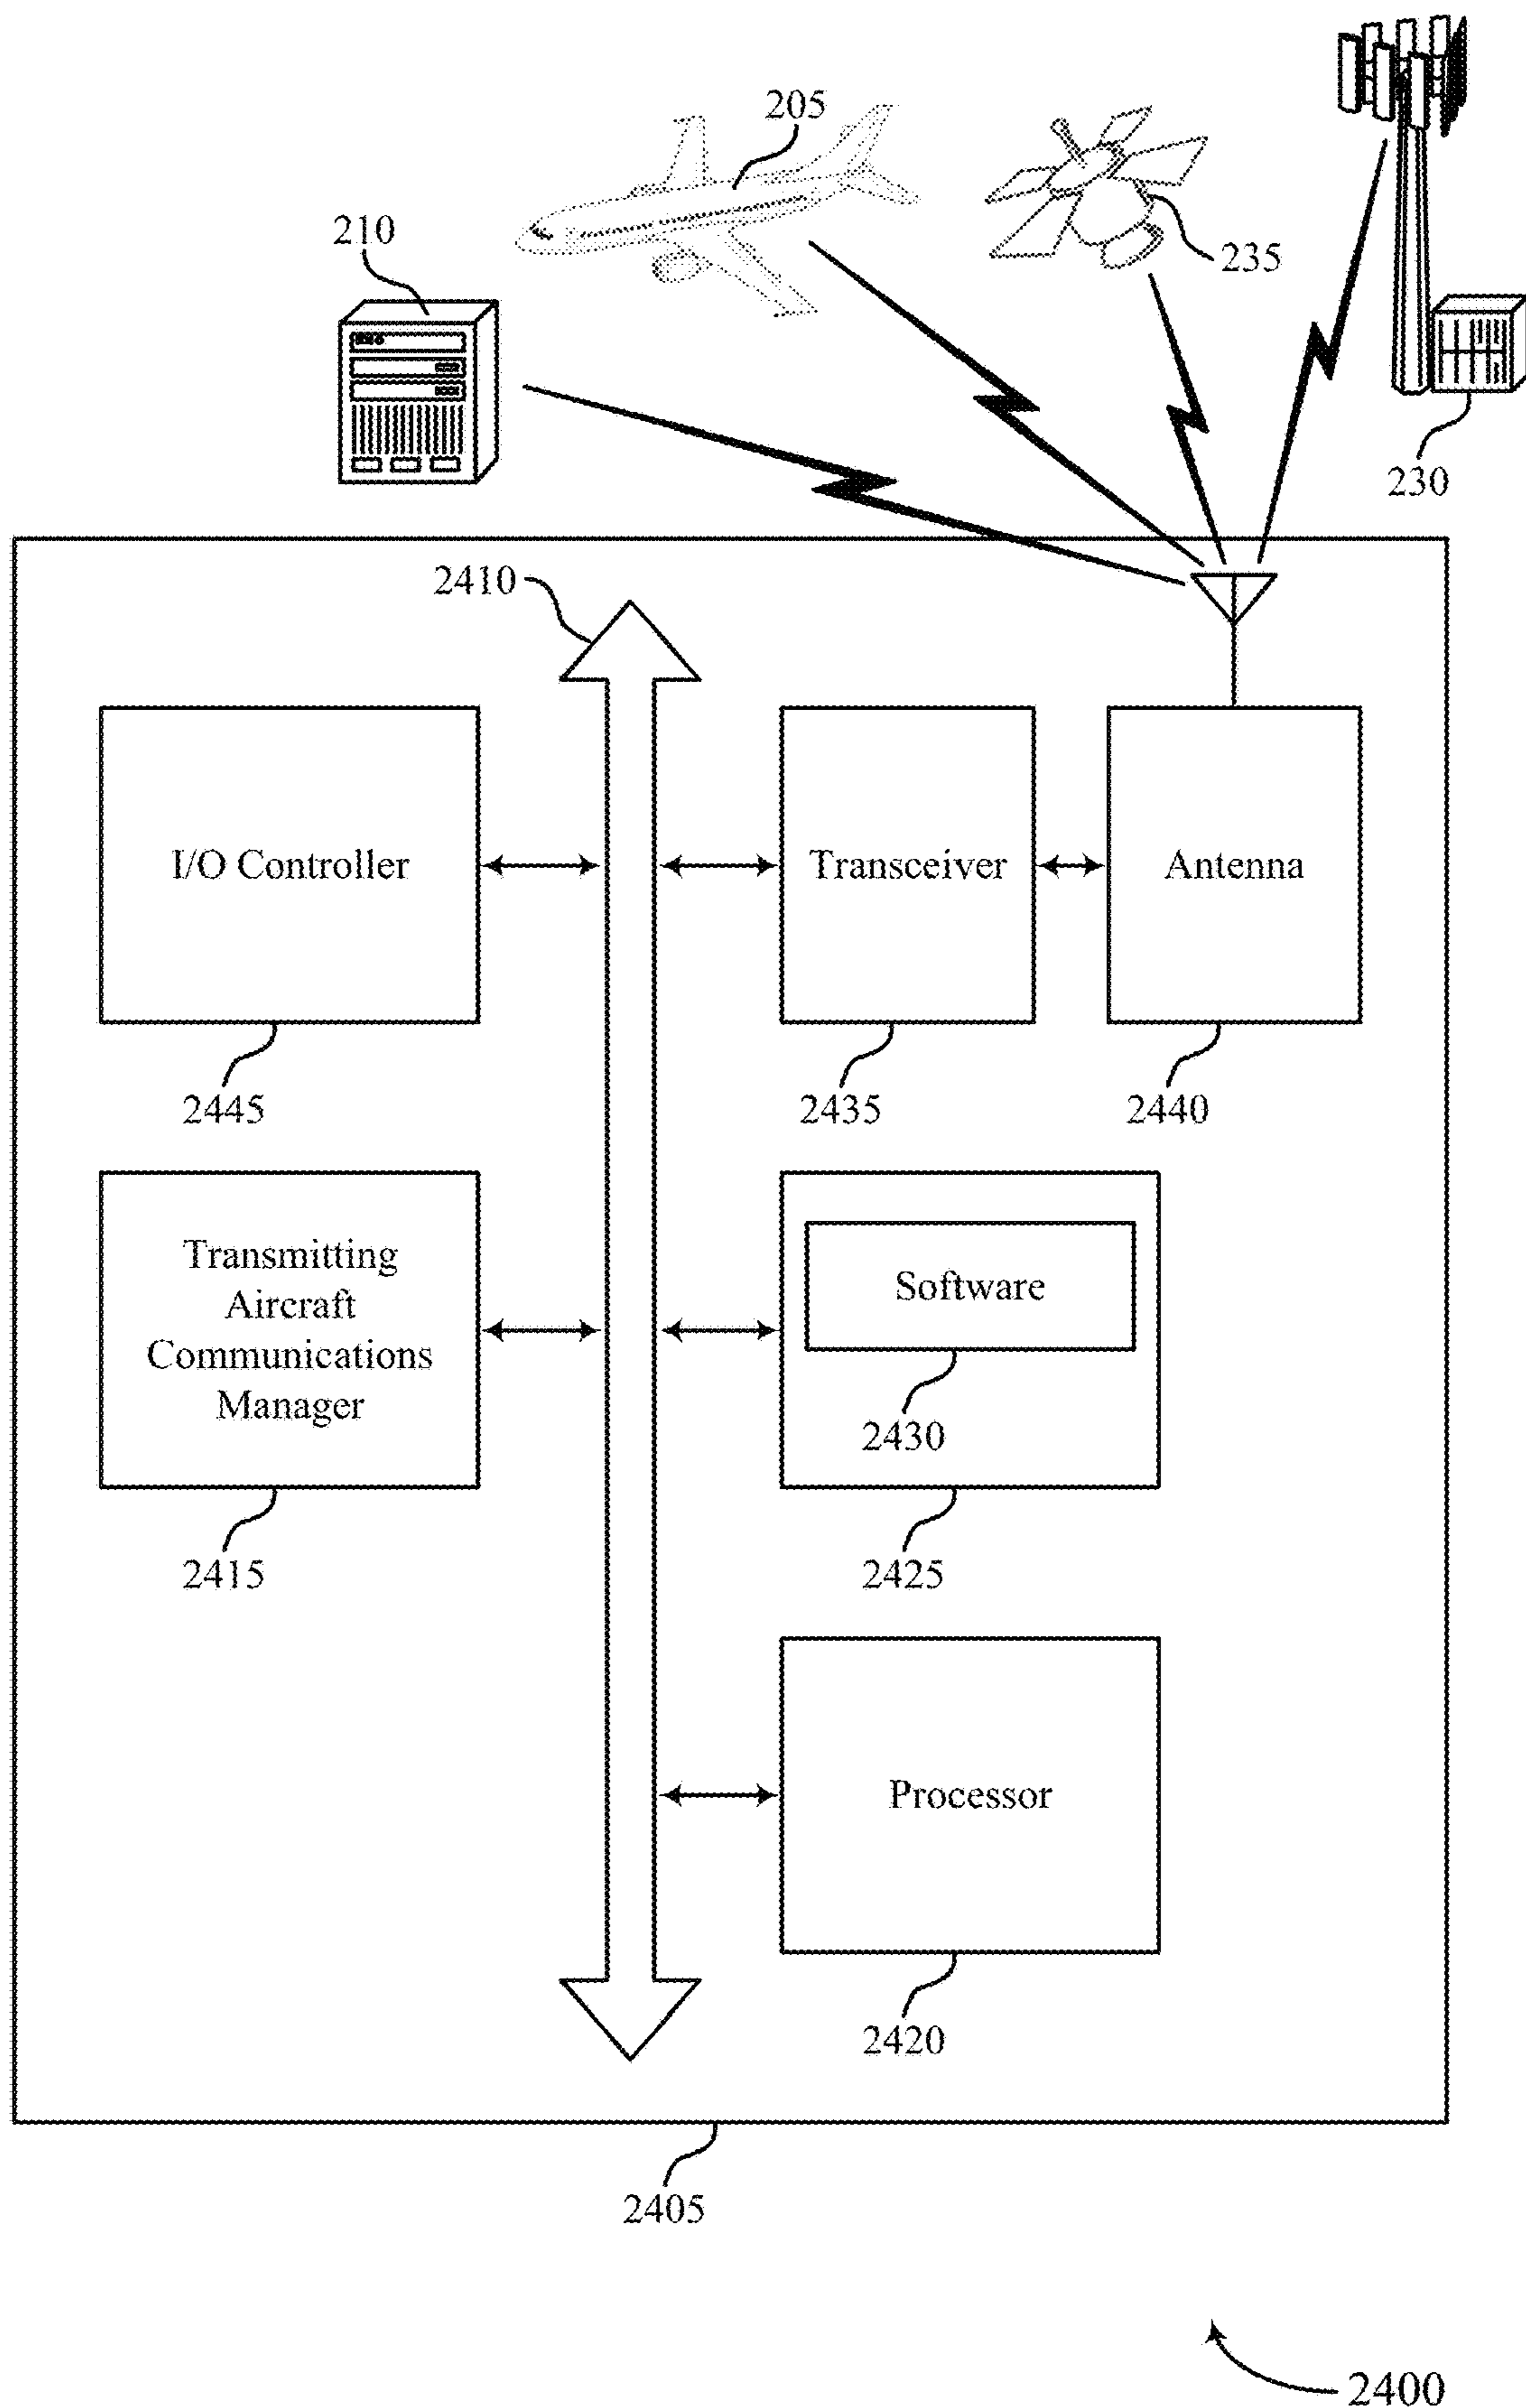 205
210
235
230
2410
I/O Controller
Transceiver
Antenna
2445
2435
2440
Transmitting
Aircraft
Communications
Manager
Software
2430
2415
2425
Processor
2420
2405
2400